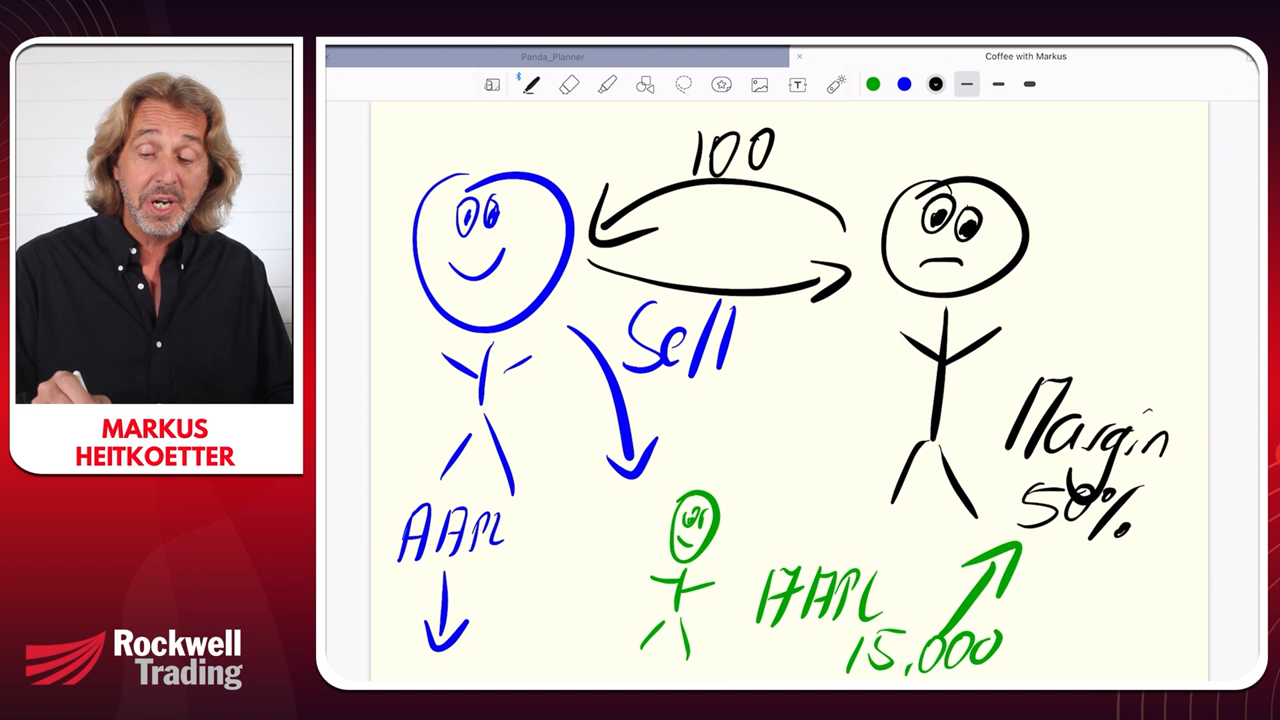 Panda_Planner
Coffee with Markus
100
Sell
Margin
50%
AAPL
AAPL
15,000
MARKUS
HEITKOETTER
Rockwell
Trading